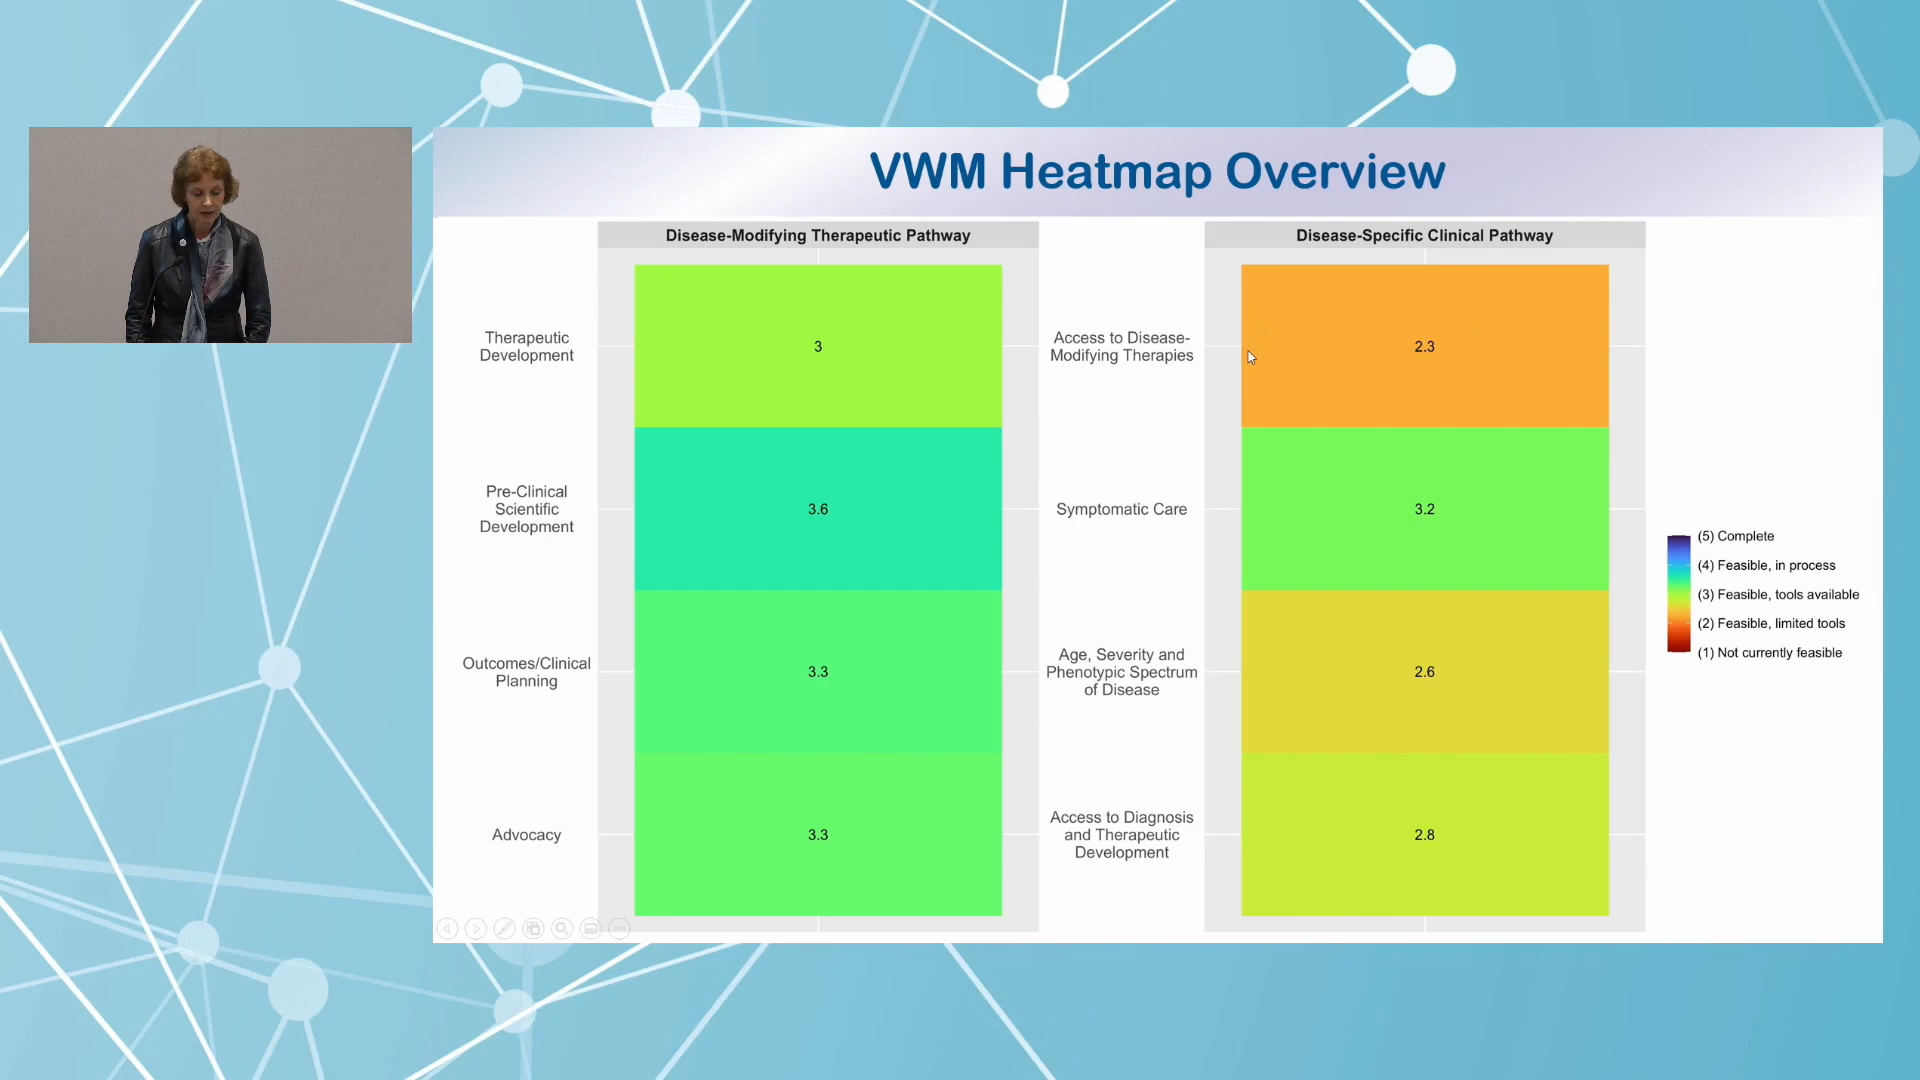 VWM Heatmap Overview
Disease-Modifying Therapeutic Pathway
Therapeutic
Development
3
Pre-Clinical
Scientific
Development
3.6
Outcomes/Clinical
Planning
3.3
Advocacy
3.3
Disease-Specific Clinical Pathway
Access to Disease-
Modifying Therapies
2.3
Symptomatic Care
3.2
Age, Severity and
Phenotypic Spectrum
of Disease
2.6
Access to Diagnosis
and Therapeutic
Development
2.8
(5) Complete
(4) Feasible, in process
(3) Feasible, tools available
(2) Feasible, limited tools
(1) Not currently feasible